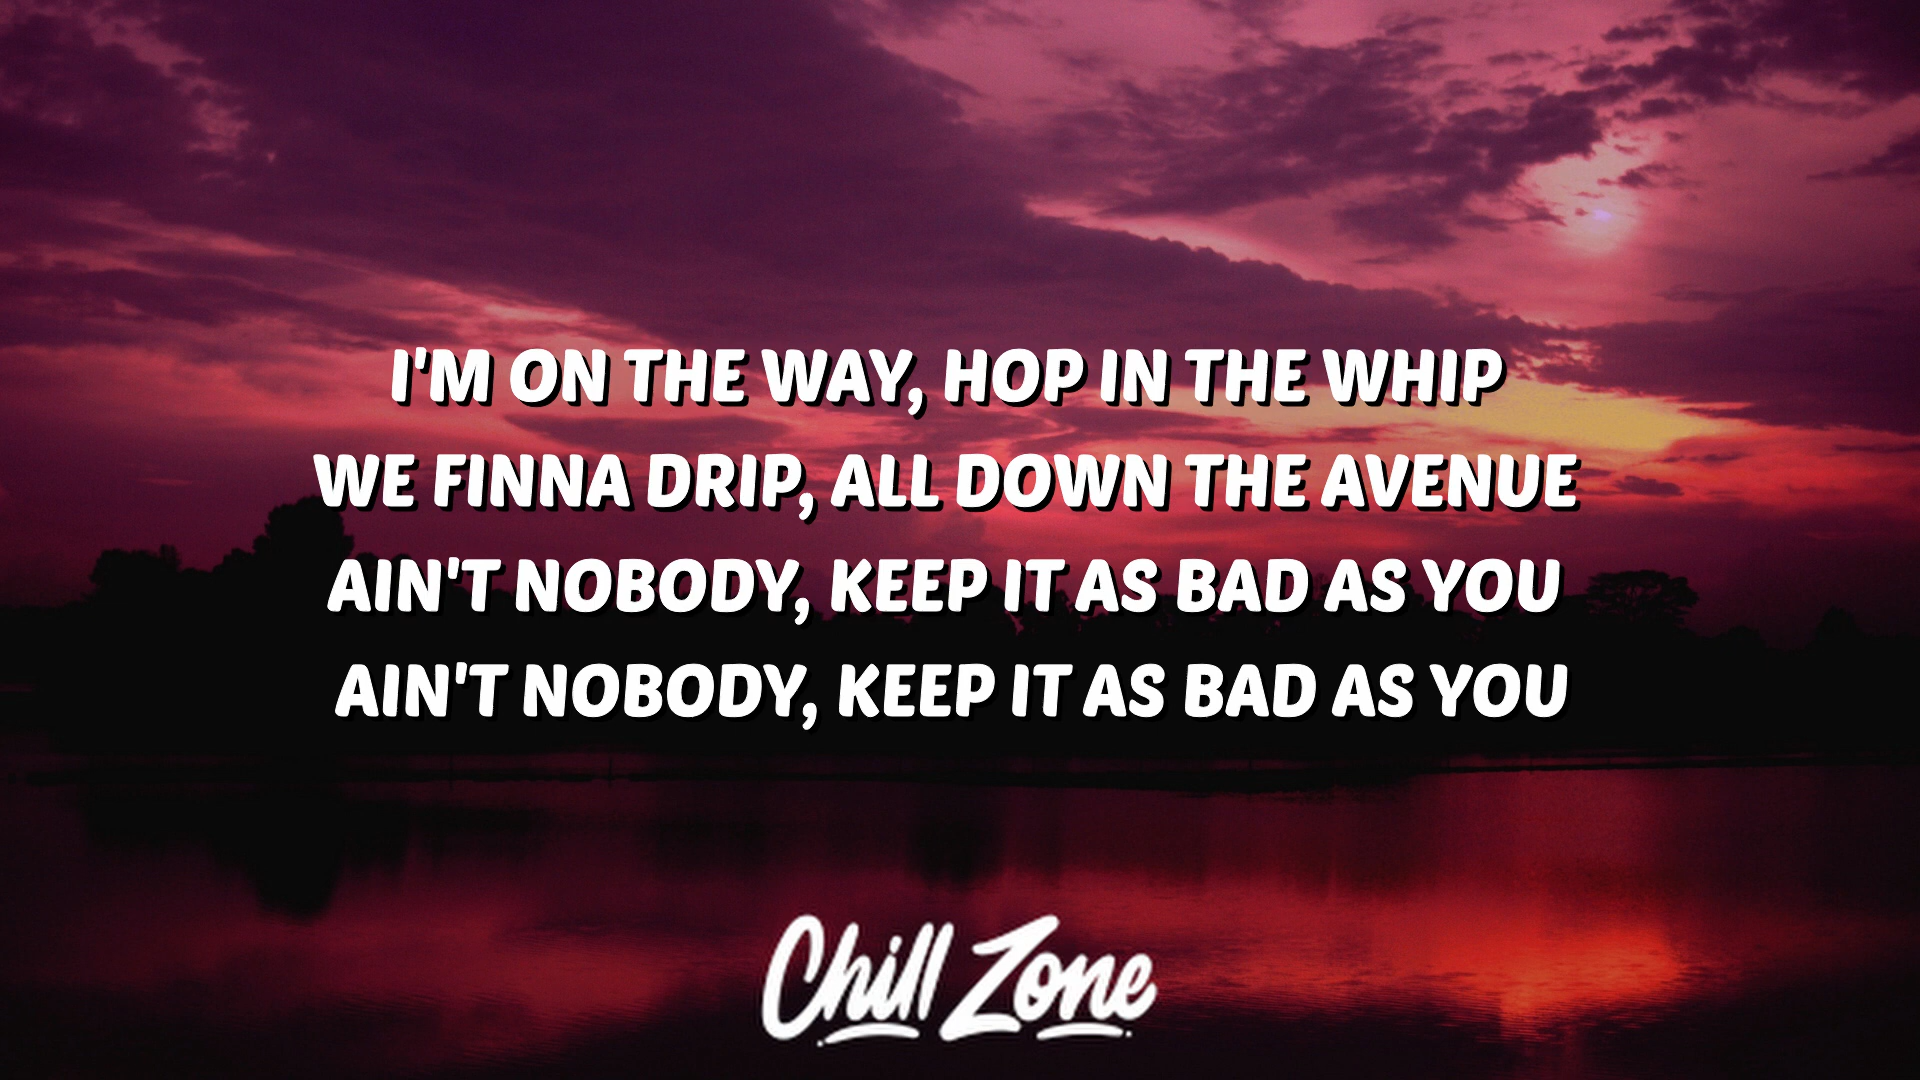 I'M ON THE WAY, HOP IN THE WHIP
WE FINNA DRIP, ALL DOWN THE AVENUE
AIN'T NOBODY, KEEP IT AS BAD AS YOU
AIN'T NOBODY, KEEP IT AS BAD AS YOU
Chill Zone